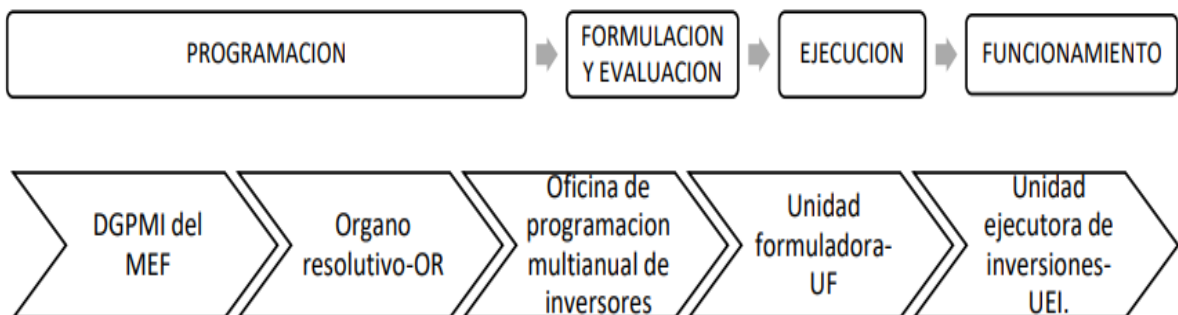 PROGRAMACION
FORMULACION
Y EVALUACION
EJECUCION
FUNCIONAMIENTO
DGPMI del
MEF
Organo
resolutivo-OR
Oficina de
programacion
multianual de
inversores
Unidad
formuladora-
UF
Unidad
ejecutora de
inversiones-
UEI.